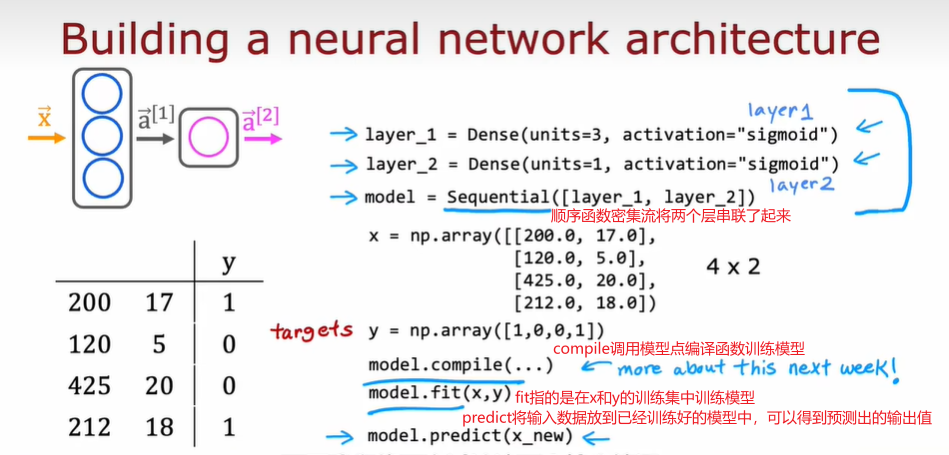 Building a neural network architecture
x⃗
a⃗[1]
a⃗[2]
layer1
layer_1 = Dense(units=3, activation="sigmoid")
layer_2 = Dense(units=1, activation="sigmoid")
layer2
model = Sequential([layer_1, layer_2])
顺序函数密集流将两个层串联了起来
x = np.array([[200.0, 17.0],
[120.0, 5.0],
[425.0, 20.0],
[212.0, 18.0])
4 x 2
y
200 17 1
120 5 0
425 20 0
212 18 1
targets y = np.array([1,0,0,1])
compile调用模型点编译函数训练模型
model.compile(...) more about this next week!
model.fit(x,y) fit指的是在x和y的训练集中训练模型
predict将输入数据放到已经训练好的模型中，可以得到预测出的输出值
model.predict(x_new)